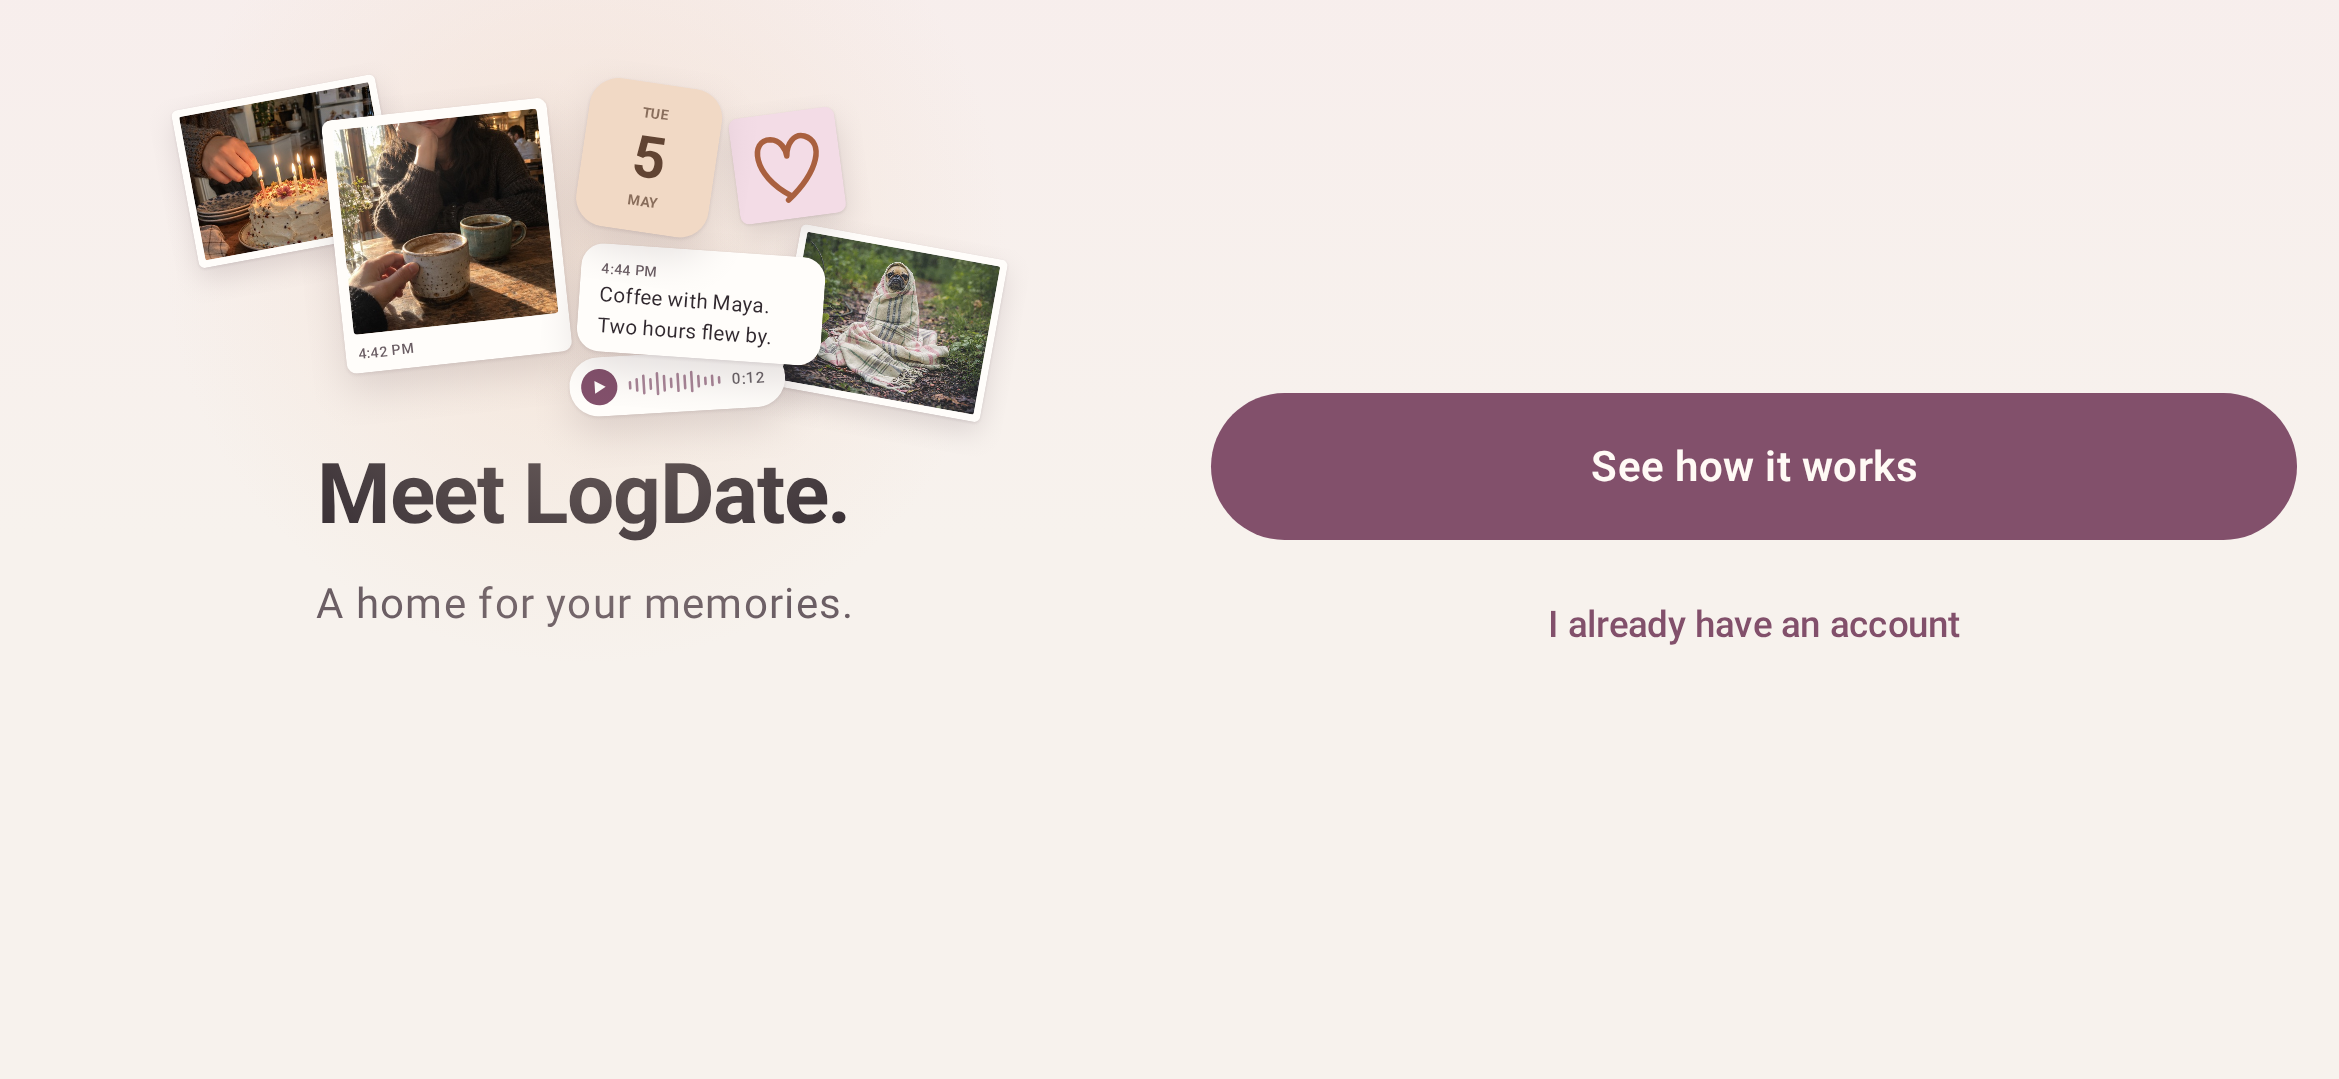 TUE
5
MAY
4:42 PM
4:44 PM
Coffee with Maya.
Two hours flew by.
0:12
Meet LogDate.
A home for your memories.
See how it works
I already have an account